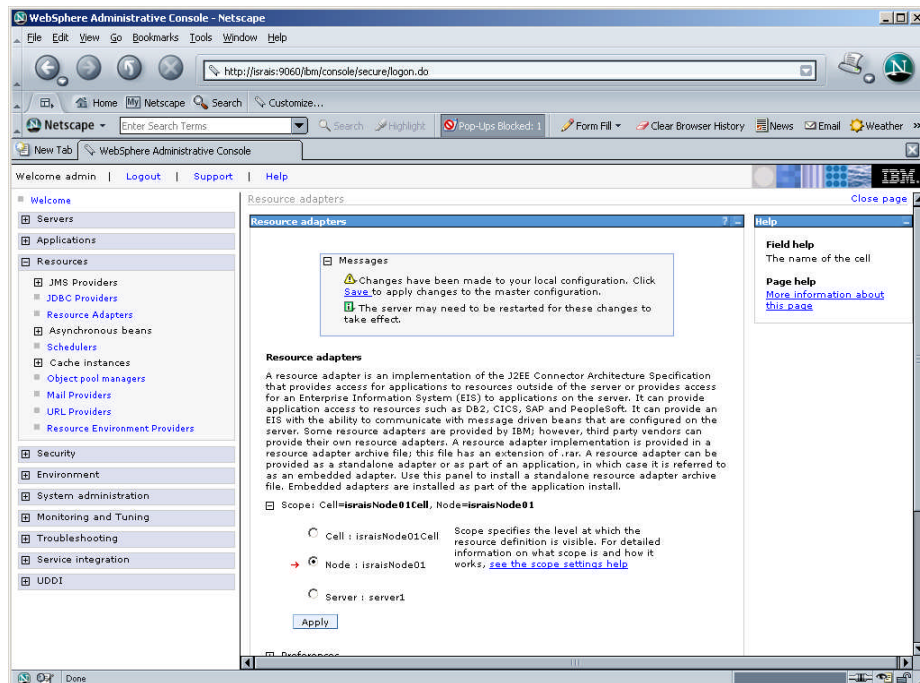 WebSphere Administrative Console - Netscape
File Edit View Go Bookmarks Tools Window Help
http://israis:9060/ibm/console/secure/logon.do
Home My Netscape Search Customize...
Netscape Enter Search Terms Search Highlight Pop-Ups Blocked: 1 Form Fill Clear Browser History News Email Weather »
New Tab WebSphere Administrative Console
Welcome admin | Logout | Support | Help
IBM.
Welcome
Servers
Applications
Resources
JMS Providers
JDBC Providers
Resource Adapters
Asynchronous beans
Schedulers
Cache instances
Object pool managers
Mail Providers
URL Providers
Resource Environment Providers
Security
Environment
System administration
Monitoring and Tuning
Troubleshooting
Service integration
UDDI
Resource adapters
Close page
Resource adapters
Messages
Changes have been made to your local configuration. Click
Save to apply changes to the master configuration.
The server may need to be restarted for these changes to
take effect.
Resource adapters
A resource adapter is an implementation of the J2EE Connector Architecture Specification
that provides access for applications to resources outside of the server or provides access
for an Enterprise Information System (EIS) to applications on the server. It can provide
application access to resources such as DB2, CICS, SAP and PeopleSoft. It can provide an
EIS with the ability to communicate with message driven beans that are configured on the
server. Some resource adapters are provided by IBM; however, third party vendors can
provide their own resource adapters. A resource adapter implementation is provided in a
resource adapter archive file; this file has an extension of .rar. A resource adapter can be
provided as a standalone adapter or as part of an application, in which case it is referred to
as an embedded adapter. Use this panel to install a standalone resource adapter archive
file. Embedded adapters are installed as part of the application install.
Scope: Cell=israisNode01Cell, Node=israisNode01
Cell : israisNode01Cell
Node : israisNode01
Server : server1
Scope specifies the level at which the
resource definition is visible. For detailed
information on what scope is and how it
works, see the scope settings help
Apply
Preferences
Help
Field help
The name of the cell
Page help
More information about
this page
Done